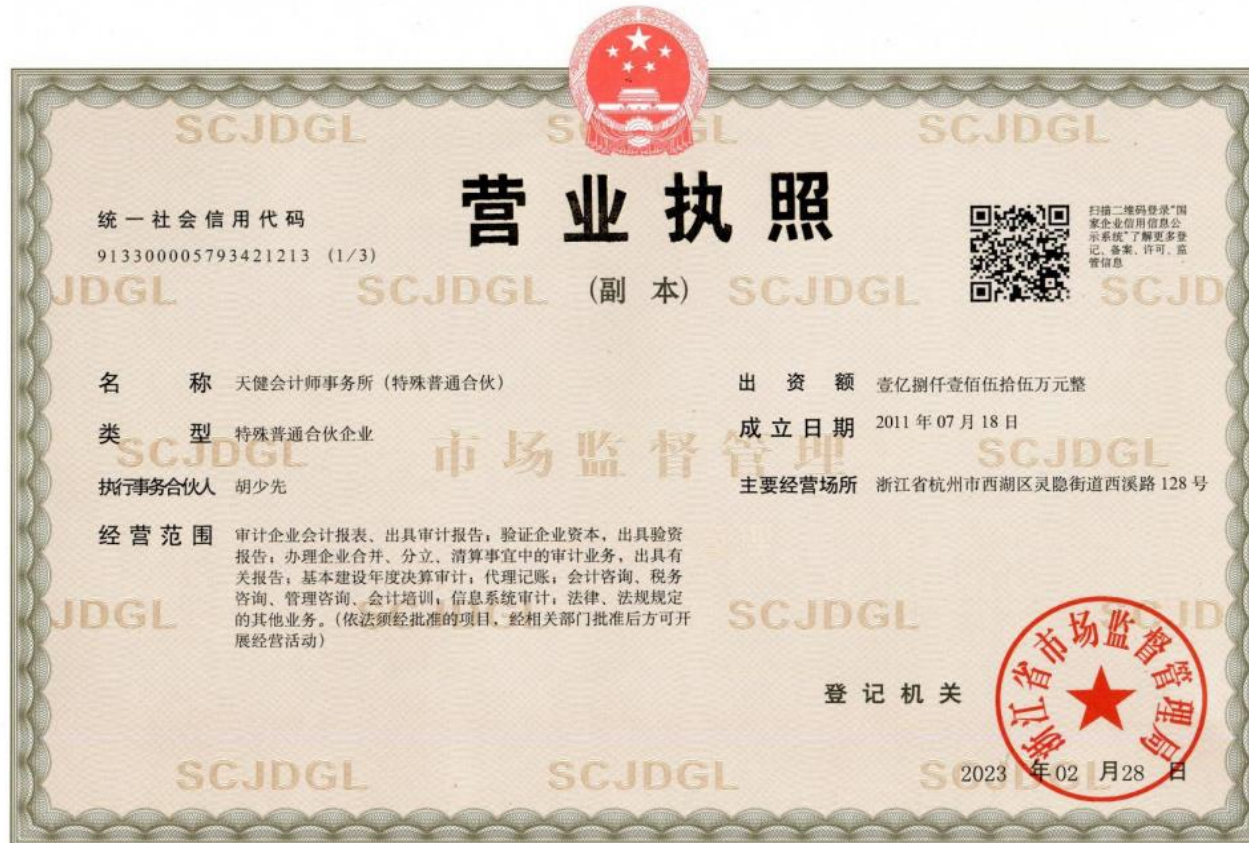 营业执照
(副 本)
统一社会信用代码
913300005793421213 (1/3)
扫描二维码登录“国
家企业信用信息公
示系统”了解更多登
记、备案、许可、监
管信息
名 称 天健会计师事务所（特殊普通合伙）
类 型 特殊普通合伙企业
执行事务合伙人 胡少先
经营范围 审计企业会计报表、出具审计报告；验证企业资本，出具验资
报告；办理企业合并、分立、清算事宜中的审计业务，出具有
关报告；基本建设年度决算审计；代理记账；会计咨询、税务
咨询、管理咨询、会计培训；信息系统审计；法律、法规规定
的其他业务。（依法须经批准的项目，经相关部门批准后方可开
展经营活动）
出 资 额 壹亿捌仟壹佰伍拾伍万元整
成立日期 2011 年 07 月 18 日
主要经营场所 浙江省杭州市西湖区灵隐街道西溪路 128 号
登记机关
浙江省市场监督管理局
2023 年 02 月 28 日
SCJDGL SCJDGL SCJDGL
JDGL SCJDGL SCJDGL SCJD
SCJDGL 市场监督管理 SCJDGL
JDGL SCJDGL SCJDGL SCJD
SCJDGL SCJDGL SCJDGL